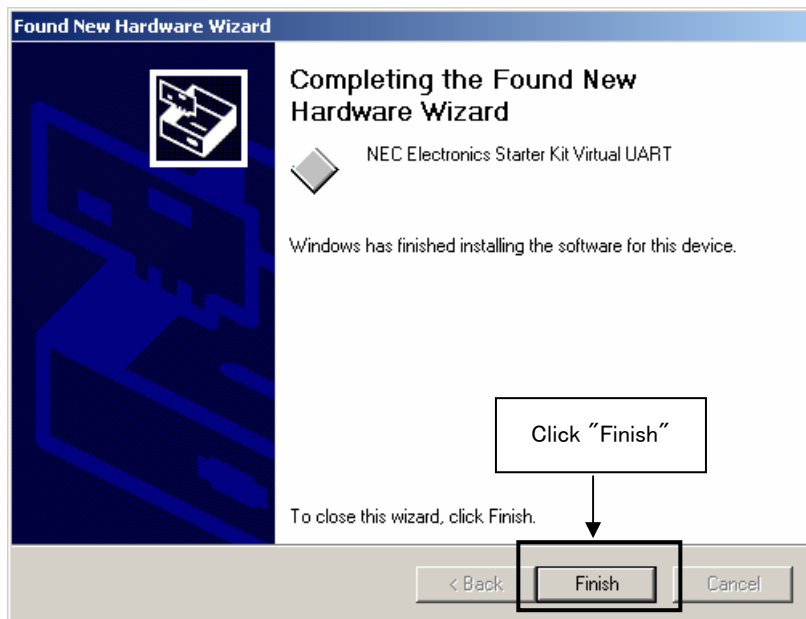 Found New Hardware Wizard
Completing the Found New
Hardware Wizard
NEC Electronics Starter Kit Virtual UART
Windows has finished installing the software for this device.
Click "Finish"
To close this wizard, click Finish.
< Back
Finish
Cancel